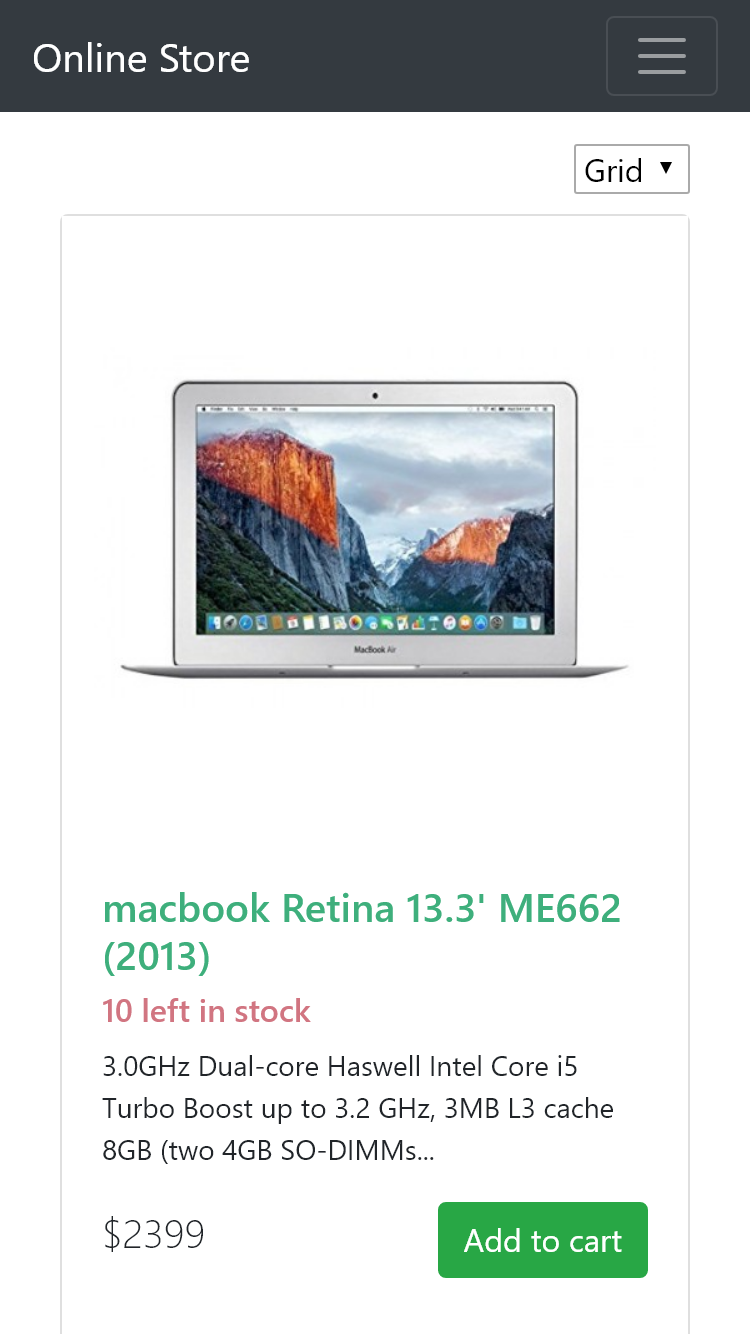 Online Store
Grid
MacBook Air
macbook Retina 13.3' ME662
(2013)
10 left in stock
3.0GHz Dual-core Haswell Intel Core i5
Turbo Boost up to 3.2 GHz, 3MB L3 cache
8GB (two 4GB SO-DIMMs...
$2399
Add to cart